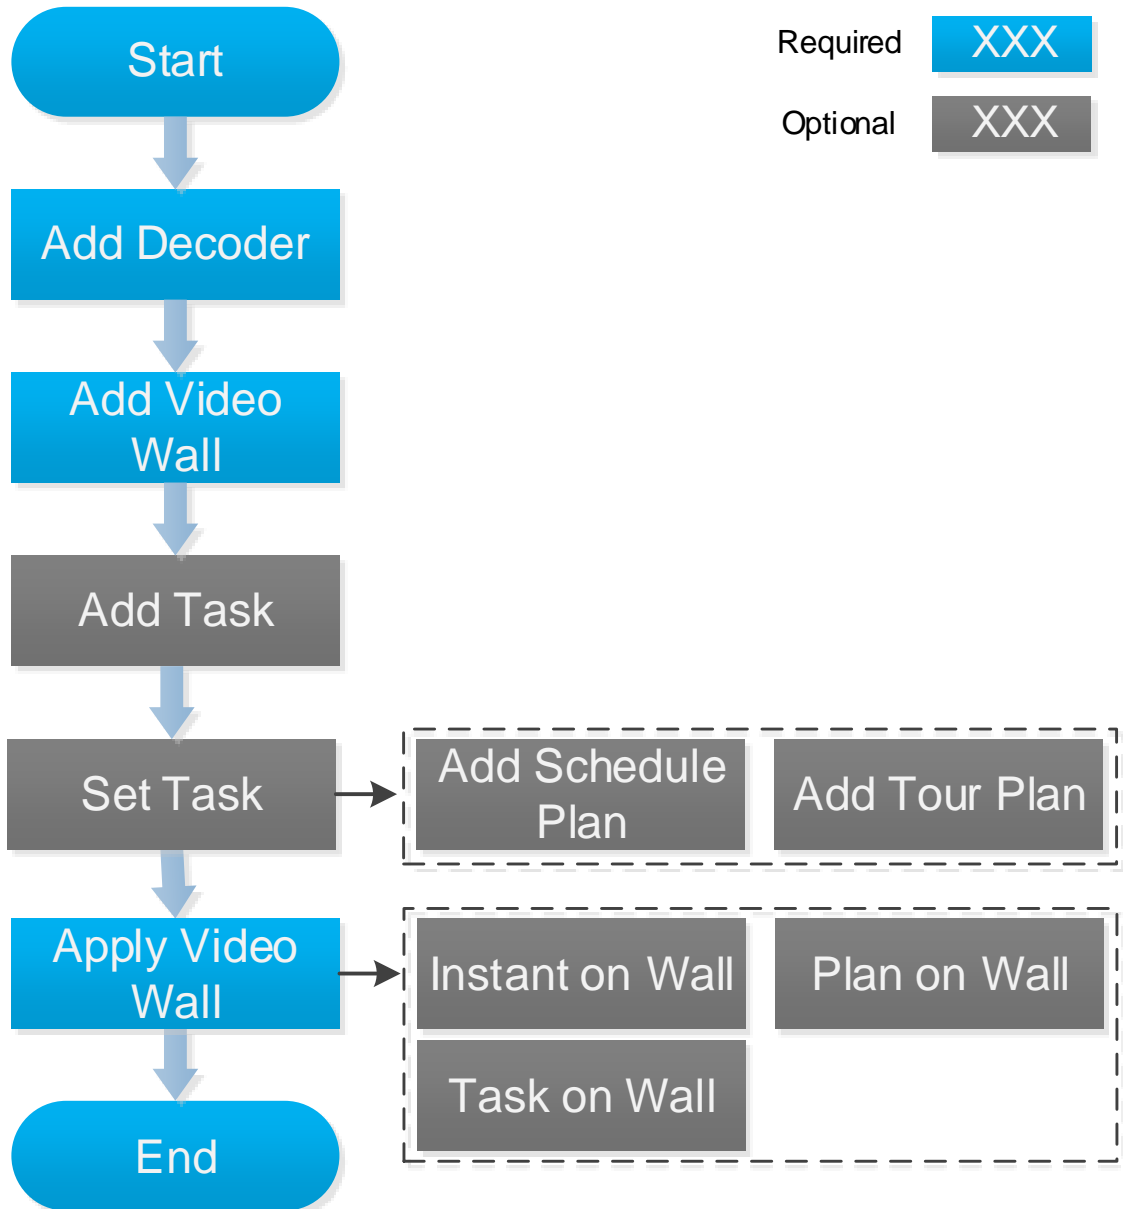 Start
Required
XXX
Optional
XXX
Add Decoder
Add Video
Wall
Add Task
Set Task
Add Schedule
Plan
Add Tour Plan
Apply Video
Wall
Instant on Wall
Plan on Wall
Task on Wall
End